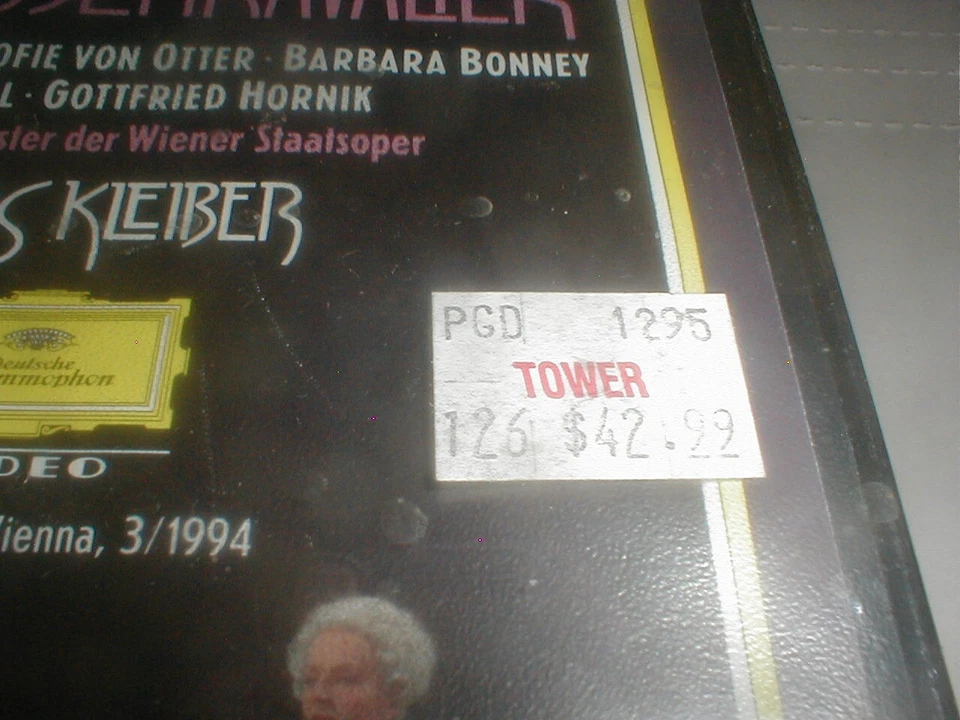 SENKAVALIER
OFIE VON OTTER · BARBARA BONNEY
L · GOTTFRIED HORNIK
ster der Wiener Staatsoper
S KLEIBER
Deutsche
mmophon
DEO
Vienna, 3/1994
PGD 1295
TOWER
126 $42.99